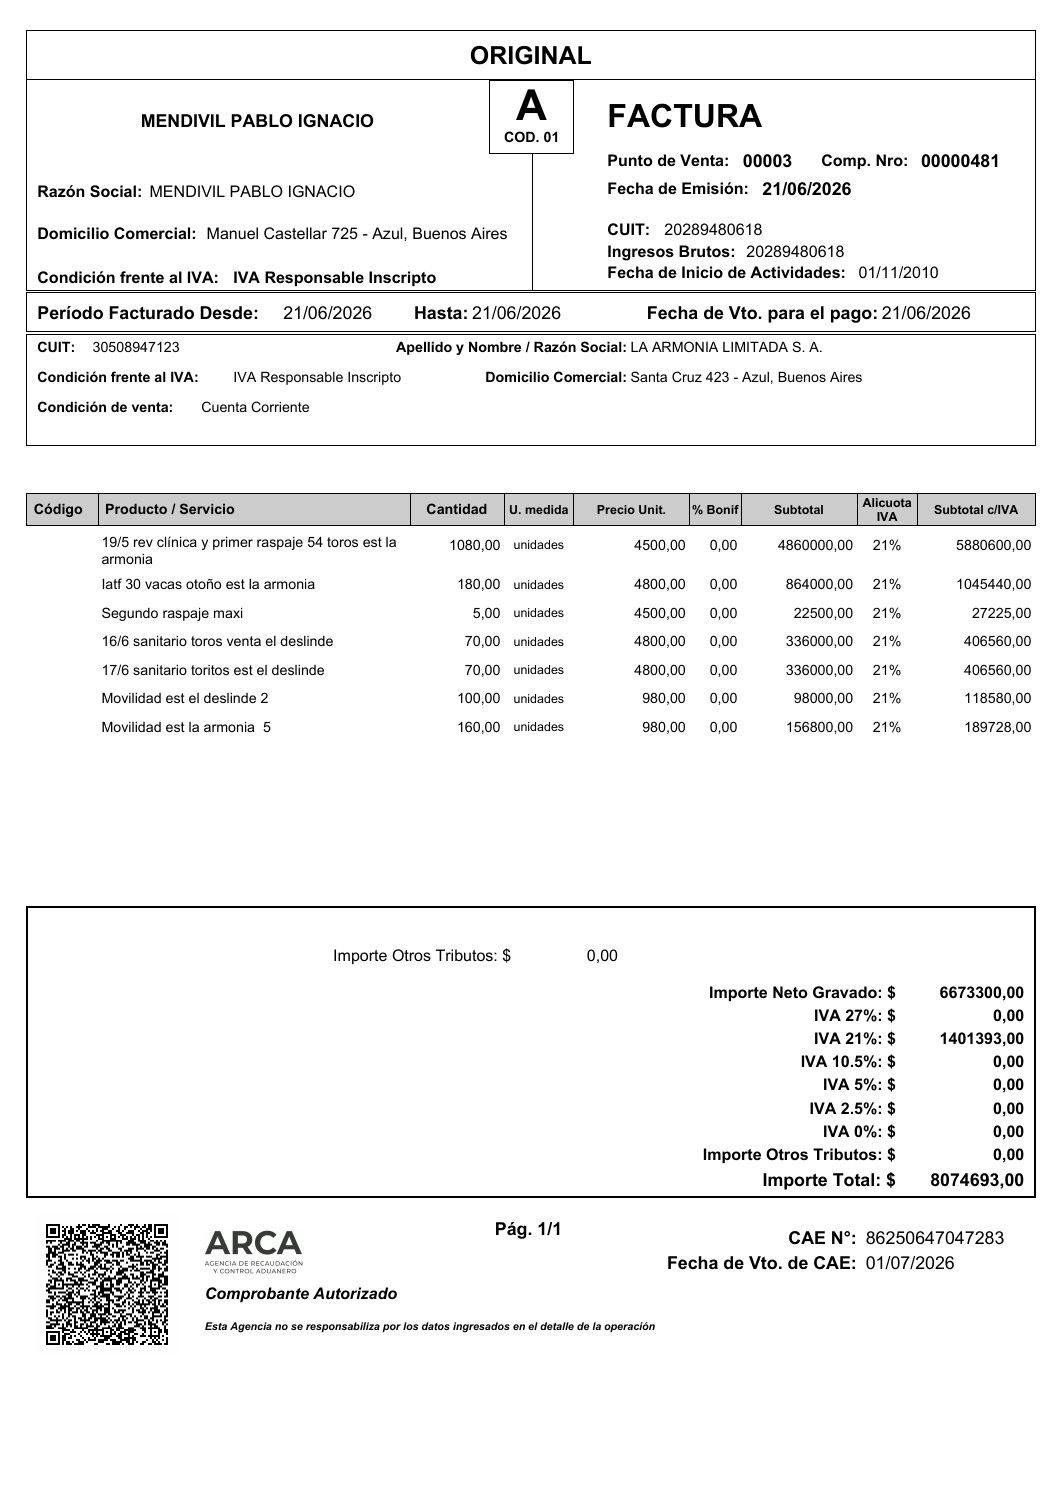 ORIGINAL
MENDIVIL PABLO IGNACIO
A
COD. 01
FACTURA
Punto de Venta: 00003 Comp. Nro: 00000481
Fecha de Emisión: 21/06/2026
Razón Social: MENDIVIL PABLO IGNACIO
Domicilio Comercial: Manuel Castellar 725 - Azul, Buenos Aires
Condición frente al IVA: IVA Responsable Inscripto
CUIT: 20289480618
Ingresos Brutos: 20289480618
Fecha de Inicio de Actividades: 01/11/2010
Período Facturado Desde: 21/06/2026 Hasta: 21/06/2026 Fecha de Vto. para el pago: 21/06/2026
CUIT: 30508947123 Apellido y Nombre / Razón Social: LA ARMONIA LIMITADA S. A.
Condición frente al IVA: IVA Responsable Inscripto Domicilio Comercial: Santa Cruz 423 - Azul, Buenos Aires
Condición de venta: Cuenta Corriente
Código Producto / Servicio Cantidad U. medida Precio Unit. % Bonif Subtotal Alicuota IVA Subtotal c/IVA
19/5 rev clínica y primer raspaje 54 toros est la armonia 1080,00 unidades 4500,00 0,00 4860000,00 21% 5880600,00
Iatf 30 vacas otoño est la armonia 180,00 unidades 4800,00 0,00 864000,00 21% 1045440,00
Segundo raspaje maxi 5,00 unidades 4500,00 0,00 22500,00 21% 27225,00
16/6 sanitario toros venta el deslinde 70,00 unidades 4800,00 0,00 336000,00 21% 406560,00
17/6 sanitario toritos est el deslinde 70,00 unidades 4800,00 0,00 336000,00 21% 406560,00
Movilidad est el deslinde 2 100,00 unidades 980,00 0,00 98000,00 21% 118580,00
Movilidad est la armonia 5 160,00 unidades 980,00 0,00 156800,00 21% 189728,00
Importe Otros Tributos: $ 0,00
Importe Neto Gravado: $ 6673300,00
IVA 27%: $ 0,00
IVA 21%: $ 1401393,00
IVA 10.5%: $ 0,00
IVA 5%: $ 0,00
IVA 2.5%: $ 0,00
IVA 0%: $ 0,00
Importe Otros Tributos: $ 0,00
Importe Total: $ 8074693,00
ARCA
AGENCIA DE RECAUDACIÓN
Y CONTROL ADUANERO
Comprobante Autorizado
Esta Agencia no se responsabiliza por los datos ingresados en el detalle de la operación
Pág. 1/1
CAE N°: 86250647047283
Fecha de Vto. de CAE: 01/07/2026